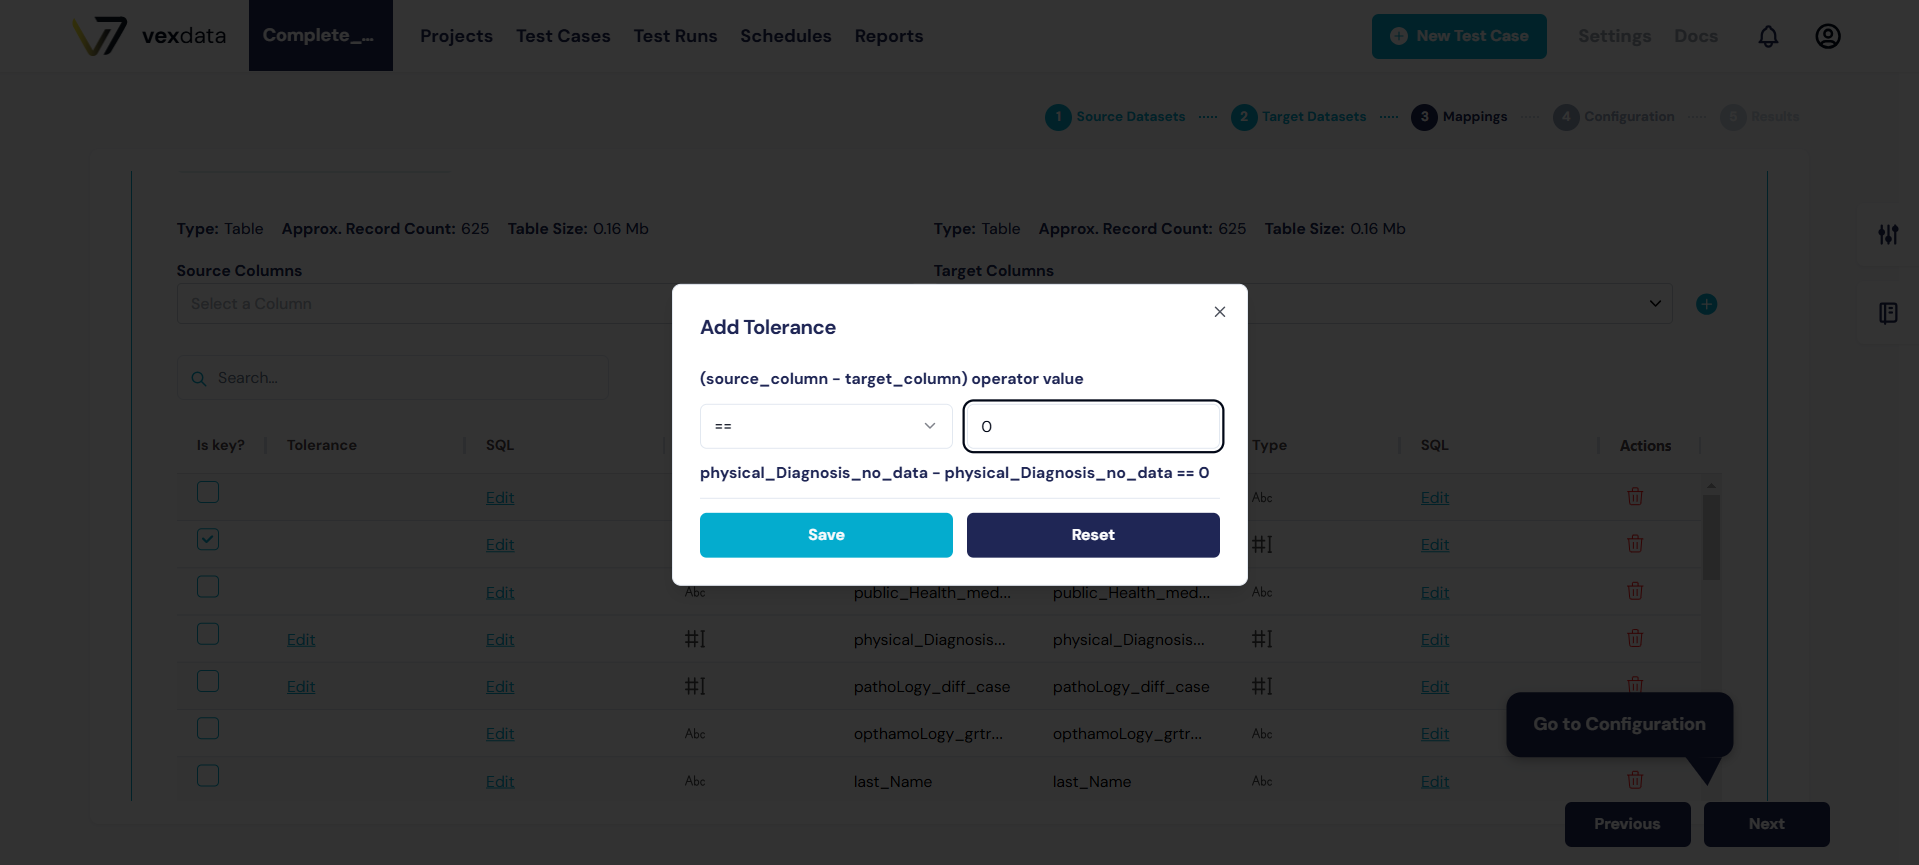 vexdata
Complete_...
Projects
Test Cases
Test Runs
Schedules
Reports
New Test Case
Settings
Docs
1 Source Datasets
2 Target Datasets
3 Mappings
4 Configuration
5 Results
Type: Table Approx. Record Count: 625 Table Size: 0.16 Mb
Type: Table Approx. Record Count: 625 Table Size: 0.16 Mb
Source Columns
Target Columns
Select a Column
Search...
Add Tolerance
(source_column - target_column) operator value
==
0
physical_Diagnosis_no_data - physical_Diagnosis_no_data == 0
Save
Reset
Is key? Tolerance SQL Type SQL Actions
Edit Abc Edit
Edit Edit
Edit Abc public_Health_med... public_Health_med... Abc Edit
Edit Edit physical_Diagnosis... physical_Diagnosis... Edit
Edit Edit pathoLogy_diff_case pathoLogy_diff_case Edit
Edit Abc opthamoLogy_grtr... opthamoLogy_grtr... Abc Edit
Edit Abc last_Name last_Name Abc Edit
Go to Configuration
Previous
Next